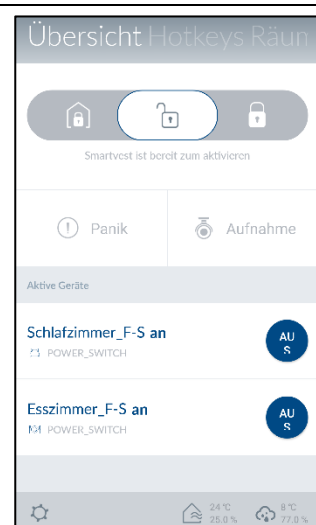 Übersicht Hotkeys Räum
Smartvest ist bereit zum aktivieren
Panik
Aufnahme
Aktive Geräte
Schlafzimmer_F-S an
POWER_SWITCH
AU
S
Esszimmer_F-S an
POWER_SWITCH
AU
S
24 °C
25.0 %
8 °C
77.0 %